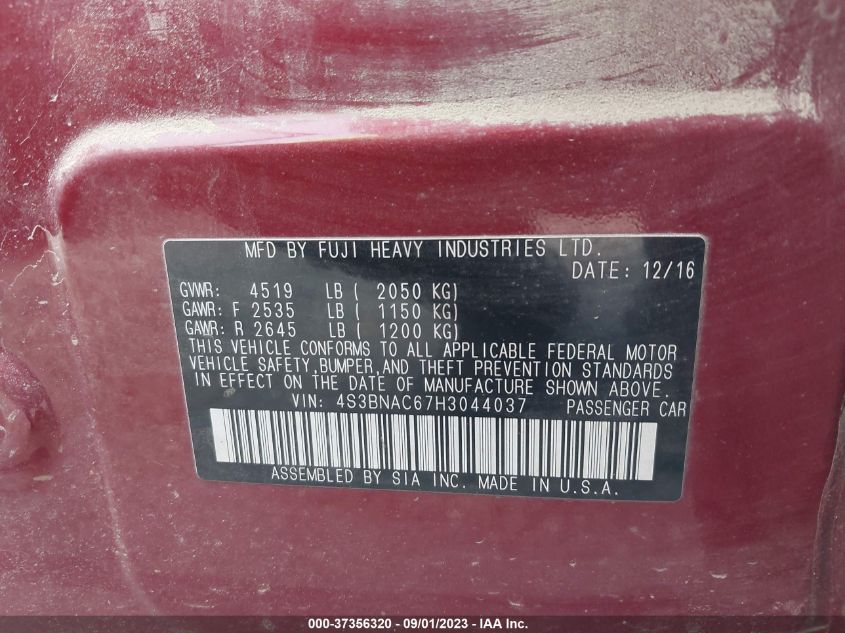 MFD BY FUJI HEAVY INDUSTRIES LTD.
DATE: 12/16
GVWR: 4519 LB ( 2050 KG)
GAWR: F 2535 LB ( 1150 KG)
GAWR: R 2645 LB ( 1200 KG)
THIS VEHICLE CONFORMS TO ALL APPLICABLE FEDERAL MOTOR
VEHICLE SAFETY,BUMPER,AND THEFT PREVENTION STANDARDS
IN EFFECT ON THE DATE OF MANUFACTURE SHOWN ABOVE.
VIN: 4S3BNAC67H3044037 PASSENGER CAR
ASSEMBLED BY SIA INC. MADE IN U.S.A.
000-37356320 - 09/01/2023 - IAA Inc.